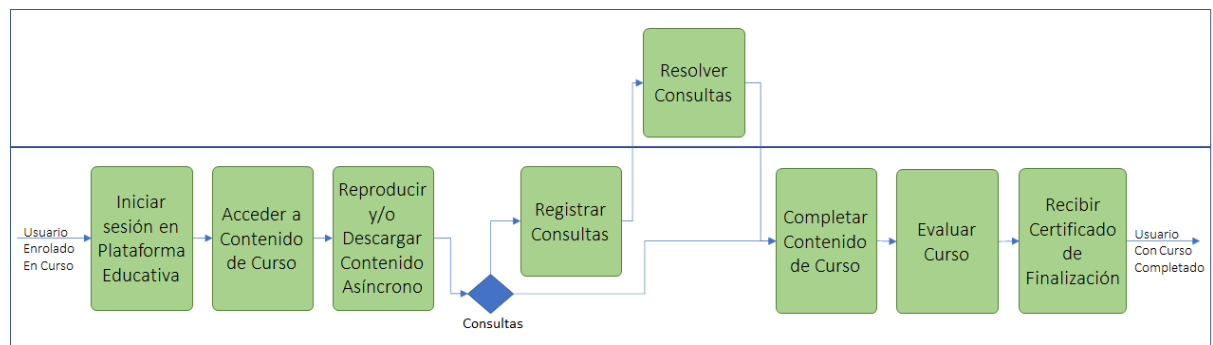 Resolver
Consultas
Usuario
Enrolado
En Curso
Iniciar
sesión en
Plataforma
Educativa
Acceder a
Contenido
de Curso
Reproducir
y/o
Descargar
Contenido
Asíncrono
Consultas
Registrar
Consultas
Completar
Contenido
de Curso
Evaluar
Curso
Recibir
Certificado
de
Finalización
Usuario
Con Curso
Completado